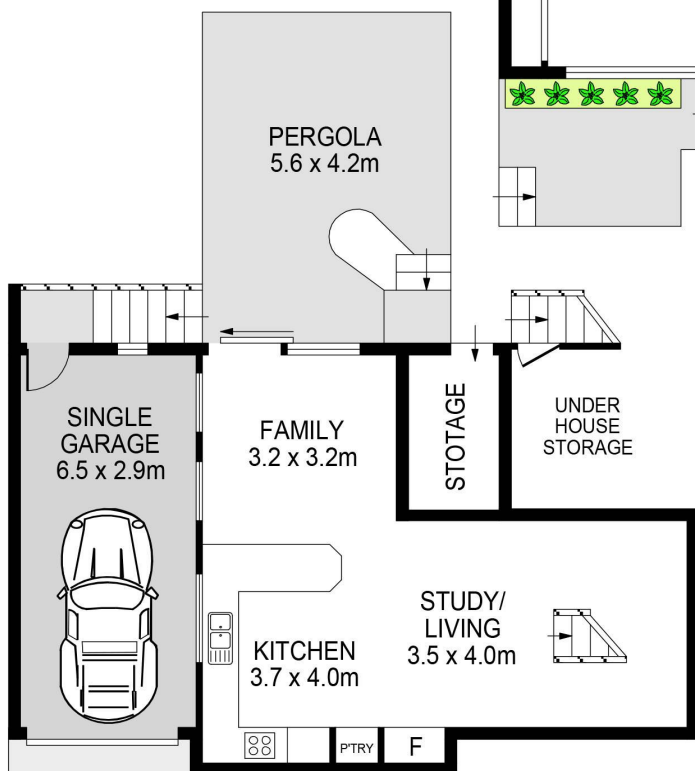 PERGOLA
5.6 x 4.2m
SINGLE
GARAGE
6.5 x 2.9m
FAMILY
3.2 x 3.2m
STOTAGE
UNDER
HOUSE
STORAGE
STUDY/
LIVING
3.5 x 4.0m
KITCHEN
3.7 x 4.0m
P'TRY
F